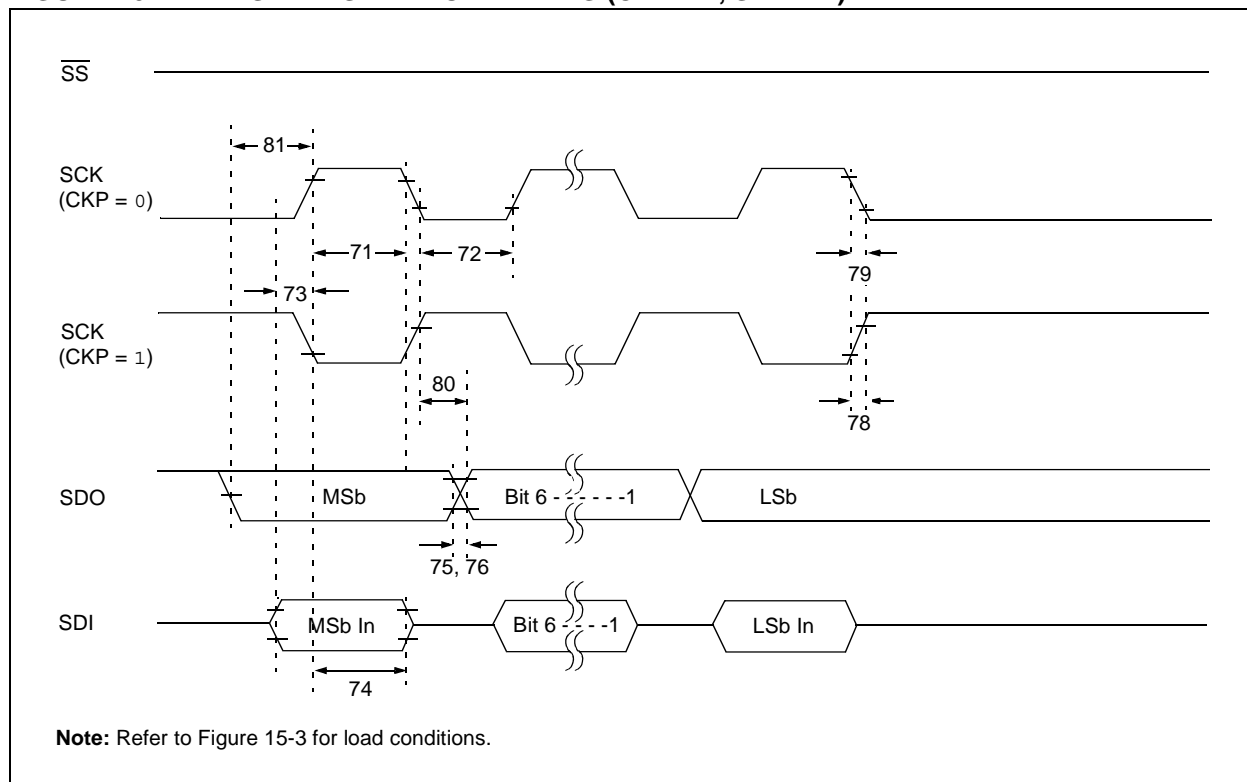 SS
81
SCK
(CKP = 0)
71
72
79
73
SCK
(CKP = 1)
80
78
SDO
MSb
Bit 6 - - - - - -1
LSb
75, 76
SDI
MSb In
Bit 6 - - - -1
LSb In
74
Note: Refer to Figure 15-3 for load conditions.